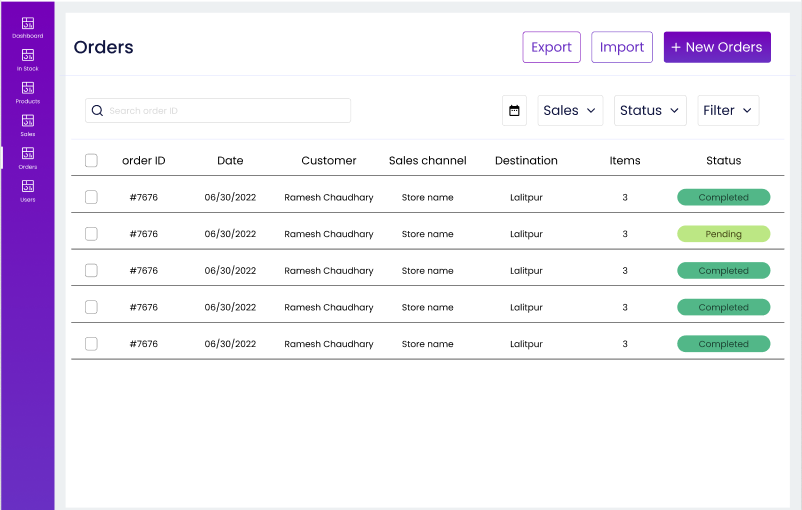 Dashboard
In Stock
Products
Sales
Orders
Users
Orders
Export Import + New Orders
Search order ID
Sales Status Filter
order ID Date Customer Sales channel Destination Items Status
#7676 06/30/2022 Ramesh Chaudhary Store name Lalitpur 3 Completed
#7676 06/30/2022 Ramesh Chaudhary Store name Lalitpur 3 Pending
#7676 06/30/2022 Ramesh Chaudhary Store name Lalitpur 3 Completed
#7676 06/30/2022 Ramesh Chaudhary Store name Lalitpur 3 Completed
#7676 06/30/2022 Ramesh Chaudhary Store name Lalitpur 3 Completed